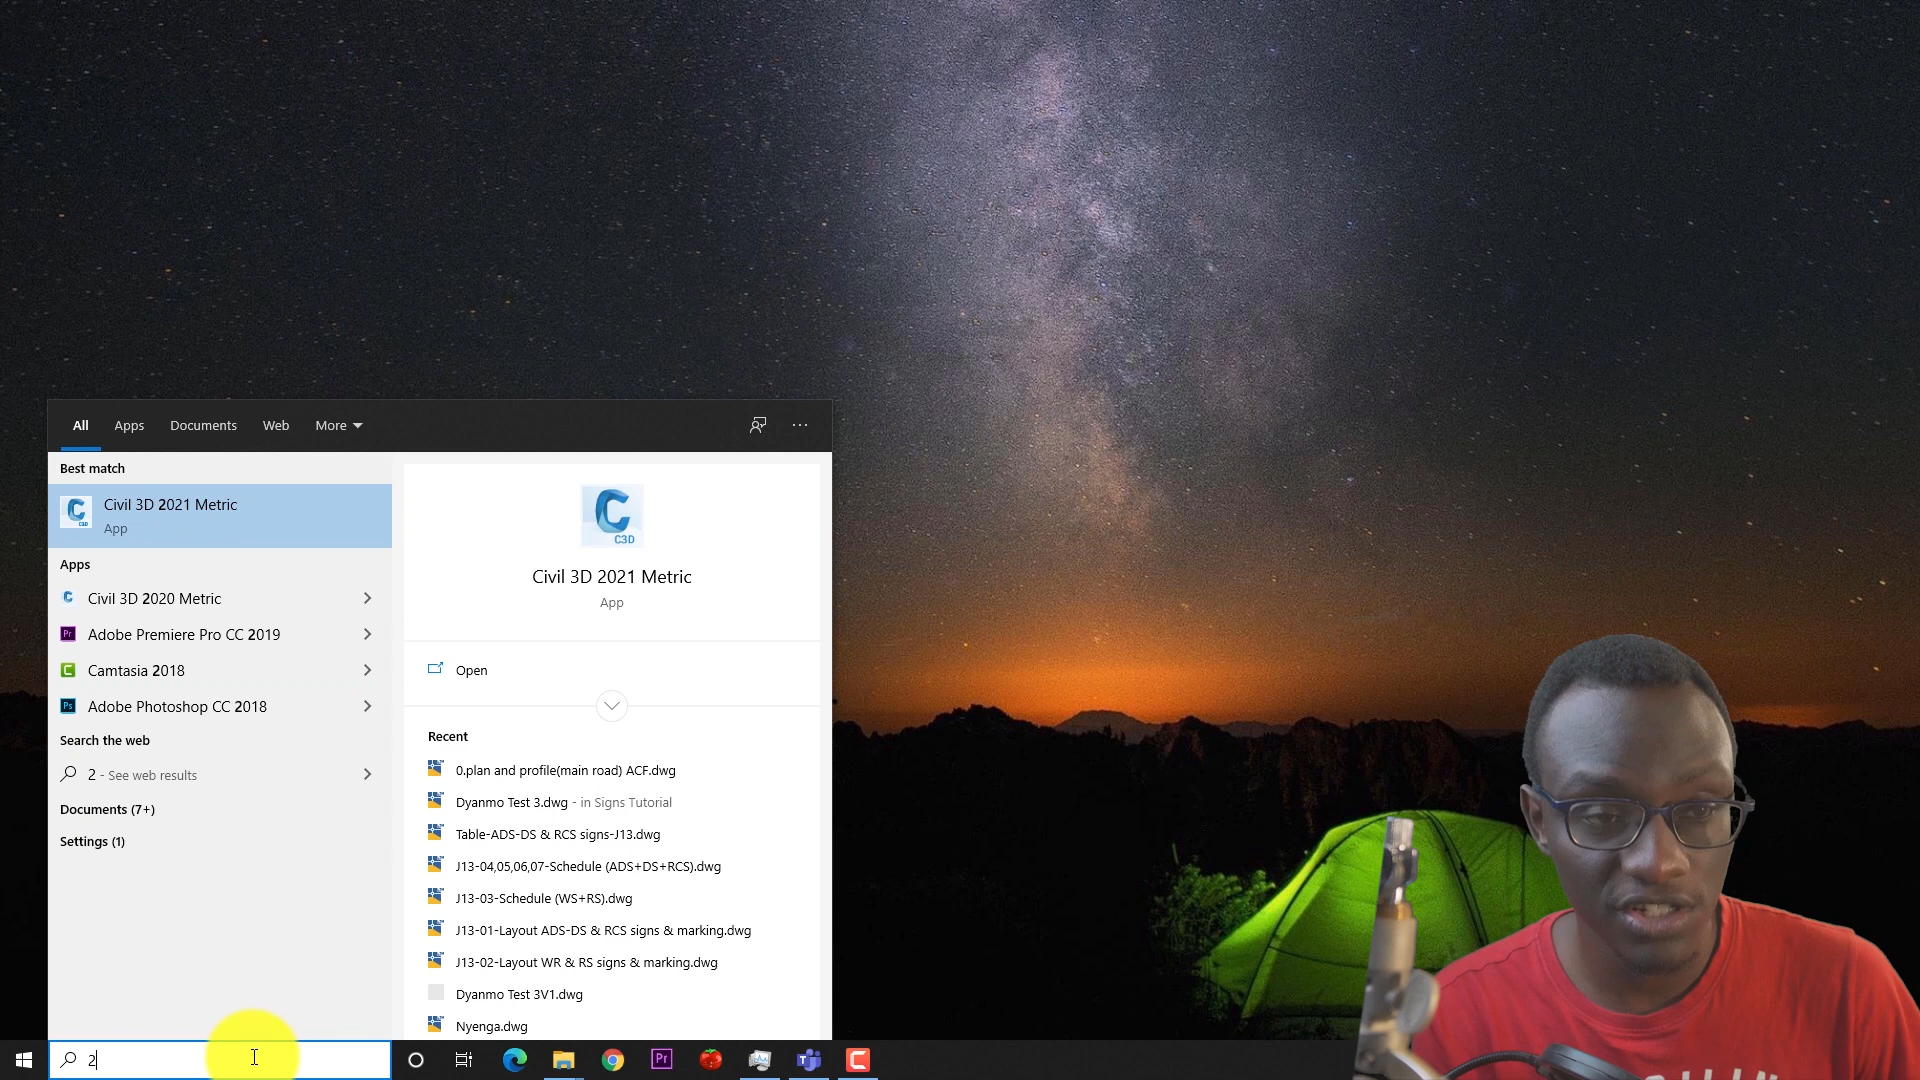 All Apps Documents Web More
Best match
Civil 3D 2021 Metric
App
Apps
Civil 3D 2020 Metric
Adobe Premiere Pro CC 2019
Camtasia 2018
Adobe Photoshop CC 2018
Search the web
2 - See web results
Documents (7+)
Settings (1)
C3D
Civil 3D 2021 Metric
App
Open
Recent
0.plan and profile(main road) ACF.dwg
Dyanmo Test 3.dwg - in Signs Tutorial
Table-ADS-DS & RCS signs-J13.dwg
J13-04,05,06,07-Schedule (ADS+DS+RCS).dwg
J13-03-Schedule (WS+RS).dwg
J13-01-Layout ADS-DS & RCS signs & marking.dwg
J13-02-Layout WR & RS signs & marking.dwg
Dyanmo Test 3V1.dwg
Nyenga.dwg
2